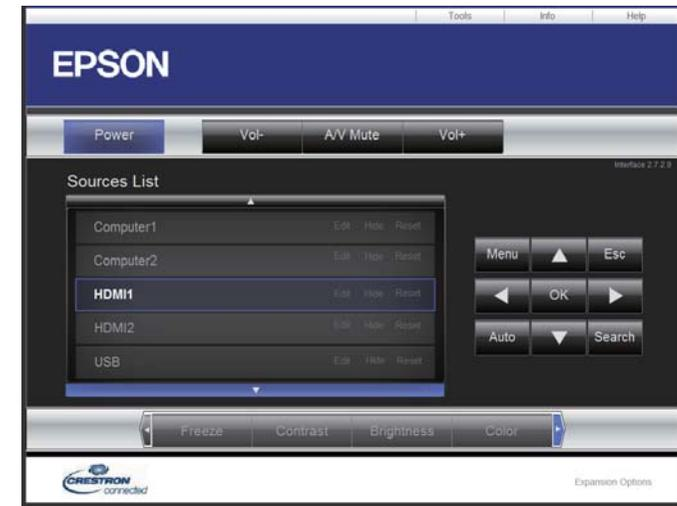 Tools Info Help
EPSON
Power Vol- A/V Mute Vol+
Interface 2.7.2.9
Sources List
Computer1 Edit Hide Reset
Computer2 Edit Hide Reset
HDMI1 Edit Hide Reset
HDMI2 Edit Hide Reset
USB Edit Hide Reset
Menu Esc
OK
Auto Search
Freeze Contrast Brightness Color
CRESTRON
connected
Expansion Options